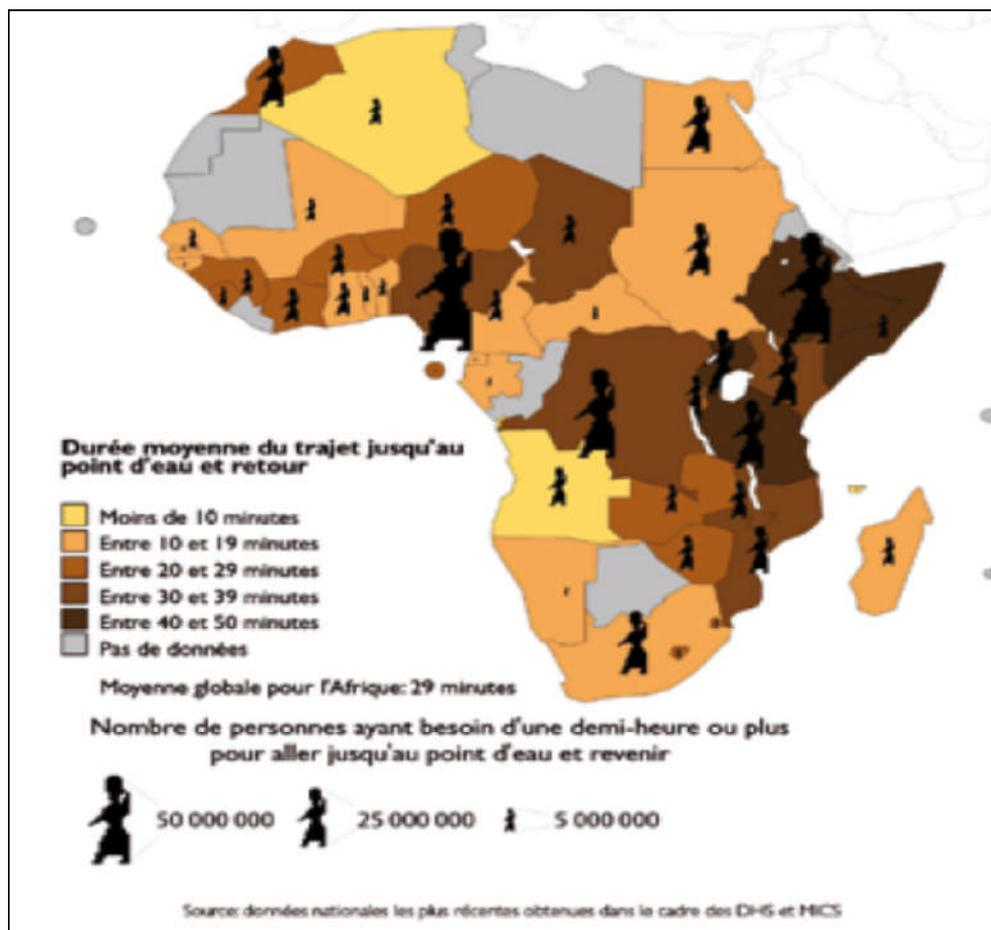 Durée moyenne du trajet jusqu'au
point d'eau et retour
Moins de 10 minutes
Entre 10 et 19 minutes
Entre 20 et 29 minutes
Entre 30 et 39 minutes
Entre 40 et 50 minutes
Pas de données
Moyenne globale pour l'Afrique: 29 minutes
Nombre de personnes ayant besoin d'une demi-heure ou plus
pour aller jusqu'au point d'eau et revenir
50 000 000
25 000 000
5 000 000
Source: données nationales les plus récentes obtenues dans le cadre des DHS et MICS